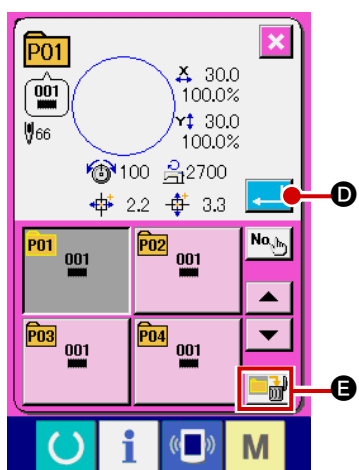 P01
X 30.0
100.0%
001
Y 30.0
100.0%
66
100 2700
2.2 3.3
D
P01 001
P02 001
No.
P03 001
P04 001
E
i
M